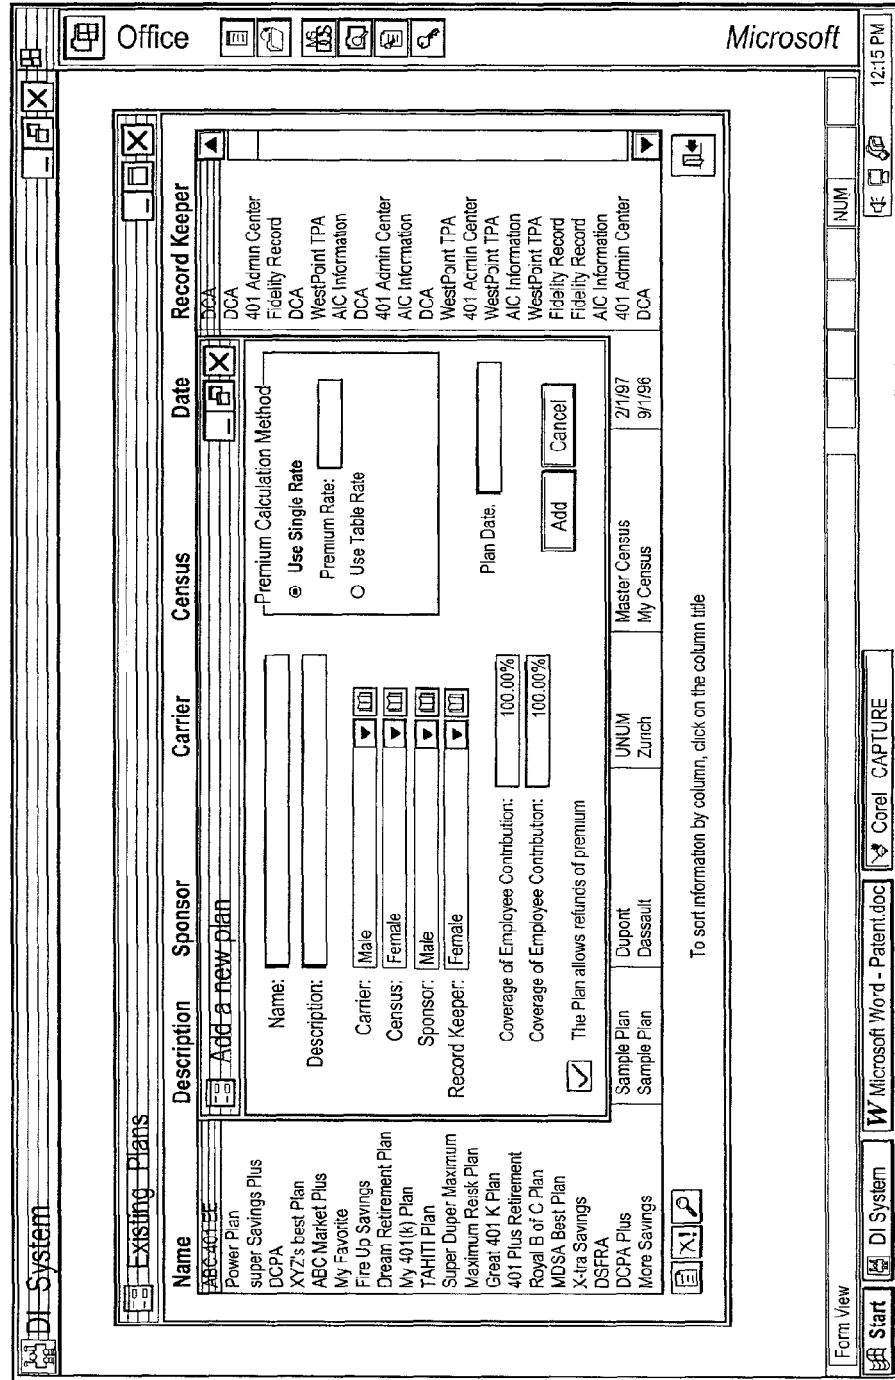 DI System
Office
Microsoft
Existing Plans
Name Description Sponsor Carrier Census Date Record Keeper
ABC 401 EE
Power Plan
super Savings Plus
DCPA
XYZ's best Plan
ABC Market Plus
My Favorite
Fire Up Savings
Dream Retirement Plan
My 401(k) Plan
TAHITI Plan
Super Duper Maximum
Maximum Reisk Plan
Great 401 K Plan
401 Plus Retirement
Royal B of C Plan
MDSA Best Plan
X-tra Savings
DSFRA
DCPA Plus
More Savings
Add a new plan
Name:
Description:
Carrier: Male
Census: Female
Sponsor: Male
Record Keeper: Female
Coverage of Employee Contribution: 100.00%
Coverage of Employee Contribution: 100.00%
The Plan allows refunds of premium
Premium Calculation Method
Use Single Rate
Premium Rate:
Use Table Rate
Plan Date.
Add Cancel
Sample Plan Dupont UNUM Master Census 2/1/97
Sample Plan Dassault Zurich My Census 9/1/96
DCA
DCA
401 Admin Center
Fidelity Record
DCA
WestPoint TPA
AIC Information
DCA
401 Admin Center
AIC Information
DCA
WestPoint TPA
401 Admin Center
WestPoint TPA
AIC Information
WestPoint TPA
Fidelity Record
Fidelity Record
AIC Information
401 Admin Center
DCA
To sort information by column, click on the column title
Form View NUM
Start DI System W Microsoft Word - Patent.doc Corel CAPTURE 12:15 PM